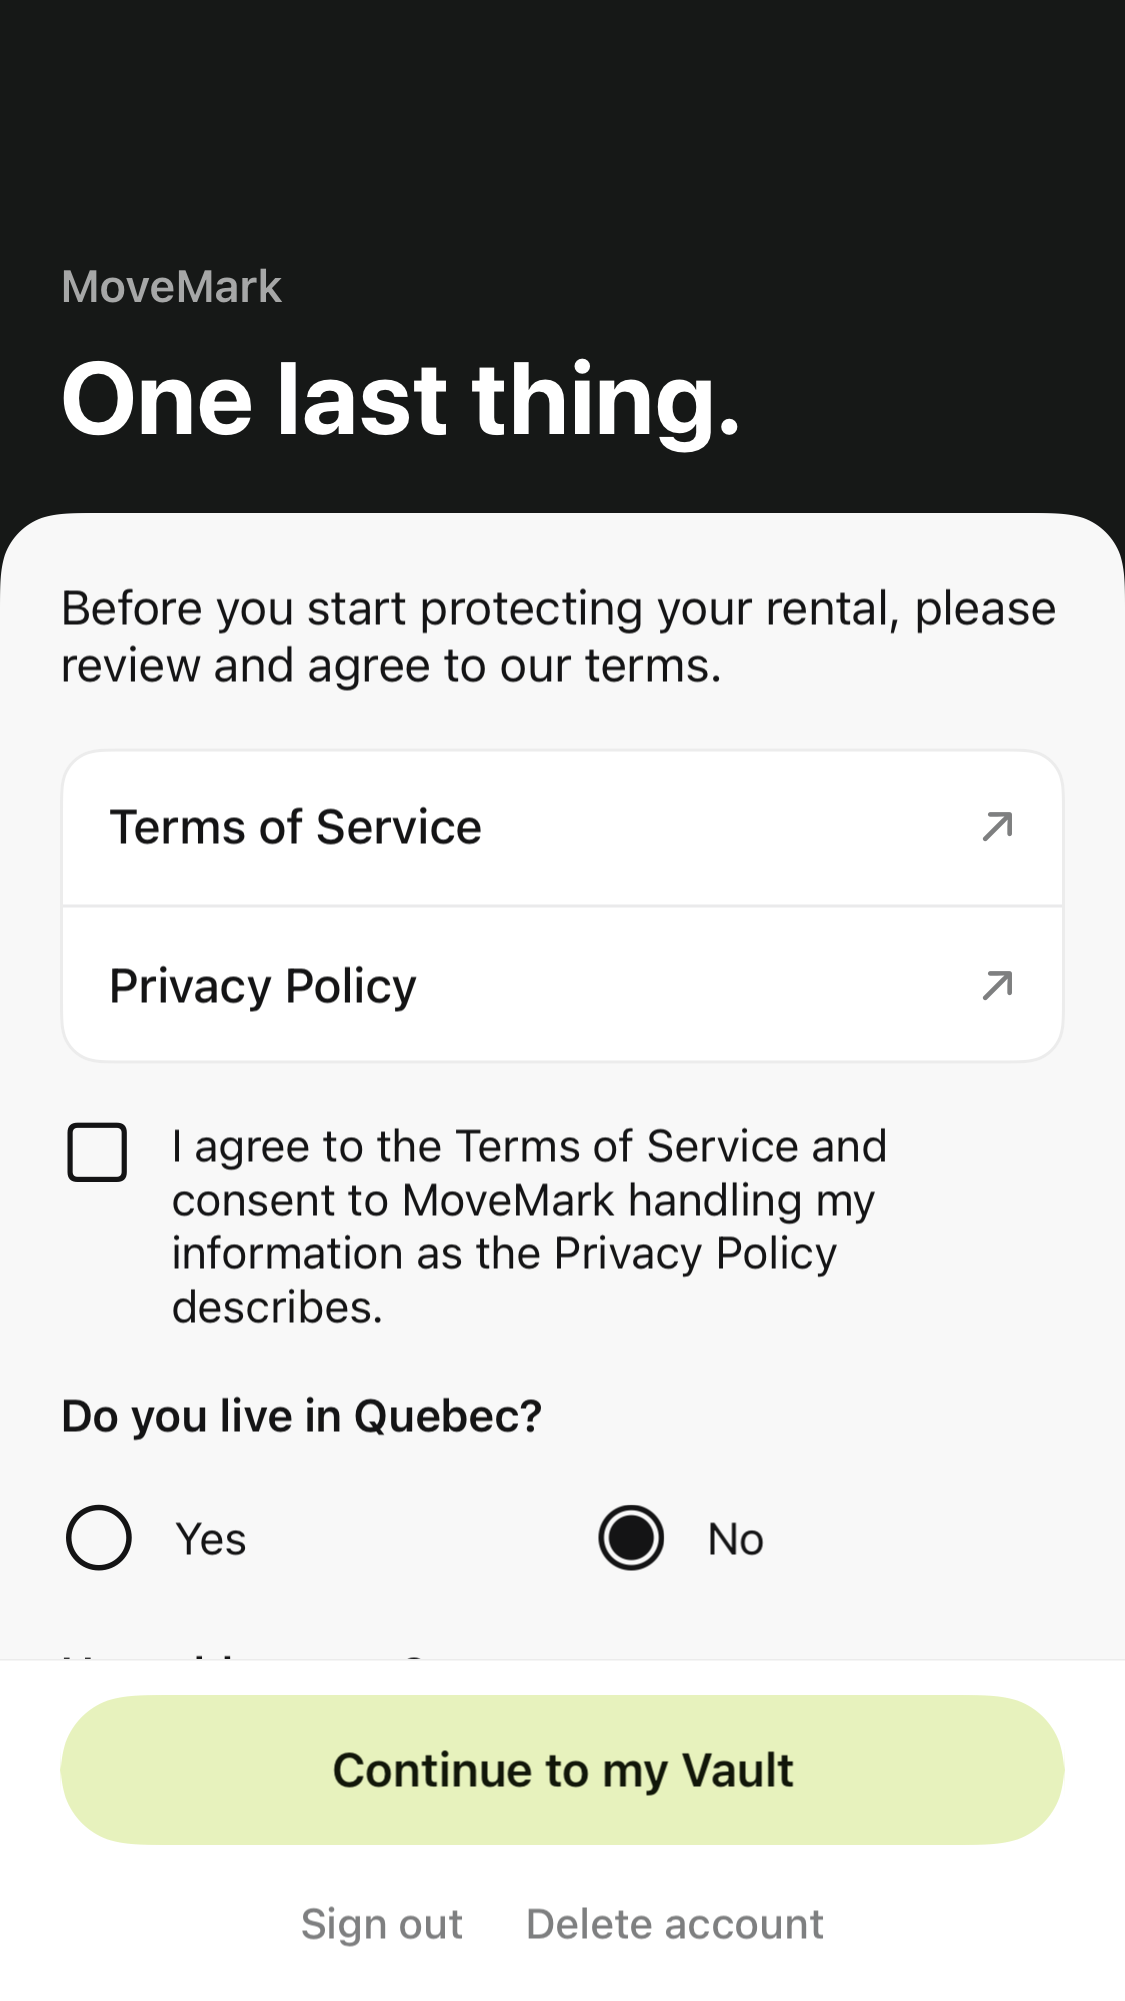 MoveMark
One last thing.
Before you start protecting your rental, please
review and agree to our terms.
Terms of Service
Privacy Policy
I agree to the Terms of Service and
consent to MoveMark handling my
information as the Privacy Policy
describes.
Do you live in Quebec?
Yes
No
Continue to my Vault
Sign out
Delete account